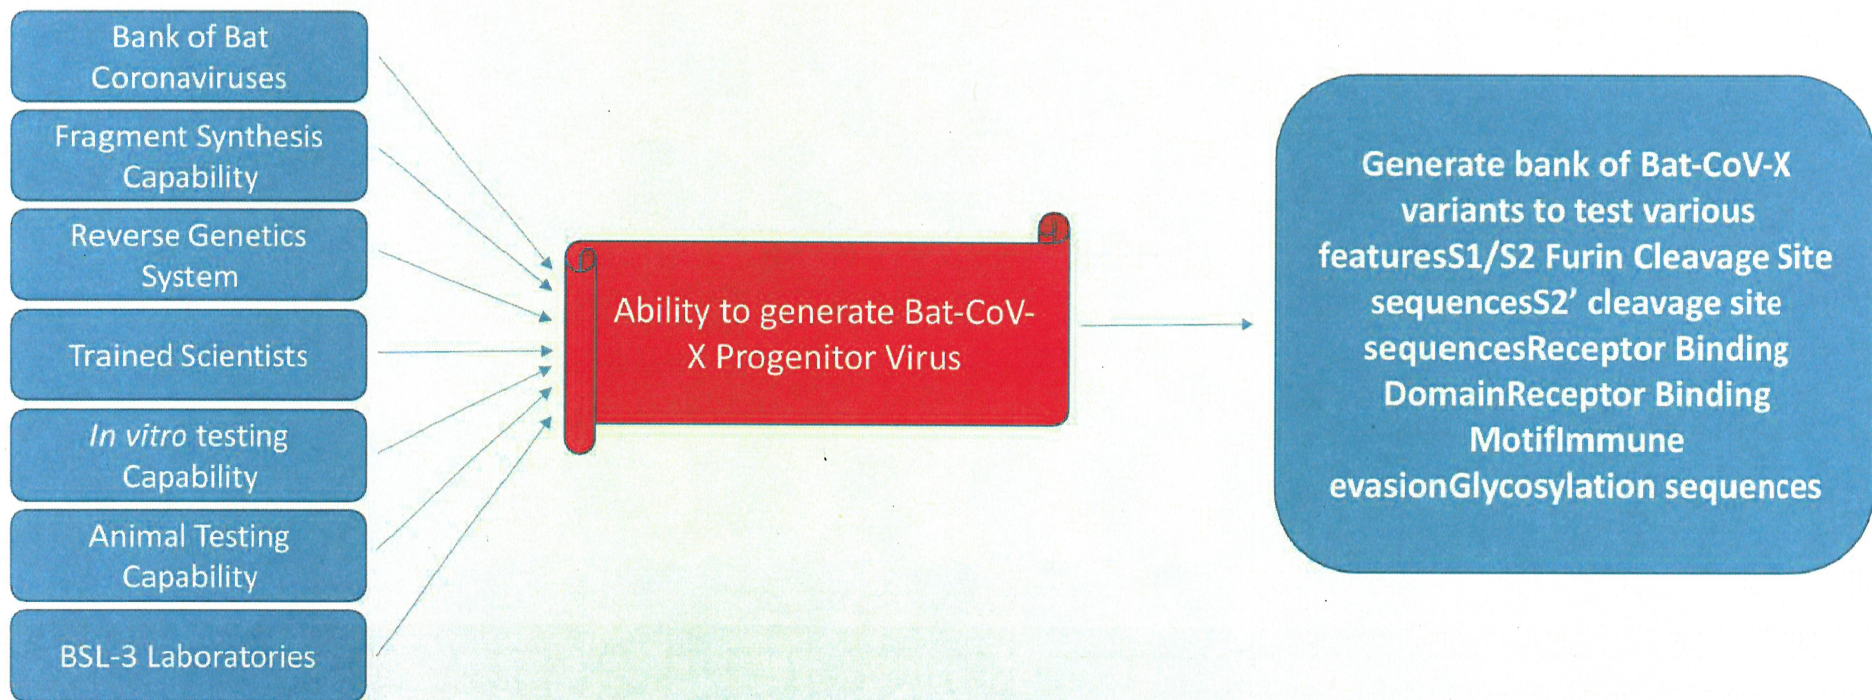 Bank of Bat
Coronaviruses
Fragment Synthesis
Capability
Reverse Genetics
System
Trained Scientists
In vitro testing
Capability
Animal Testing
Capability
BSL-3 Laboratories
Ability to generate Bat-CoV-
X Progenitor Virus
Generate bank of Bat-CoV-X
variants to test various
featuresS1/S2 Furin Cleavage Site
sequencesS2’ cleavage site
sequencesReceptor Binding
DomainReceptor Binding
MotifImmune
evasionGlycosylation sequences